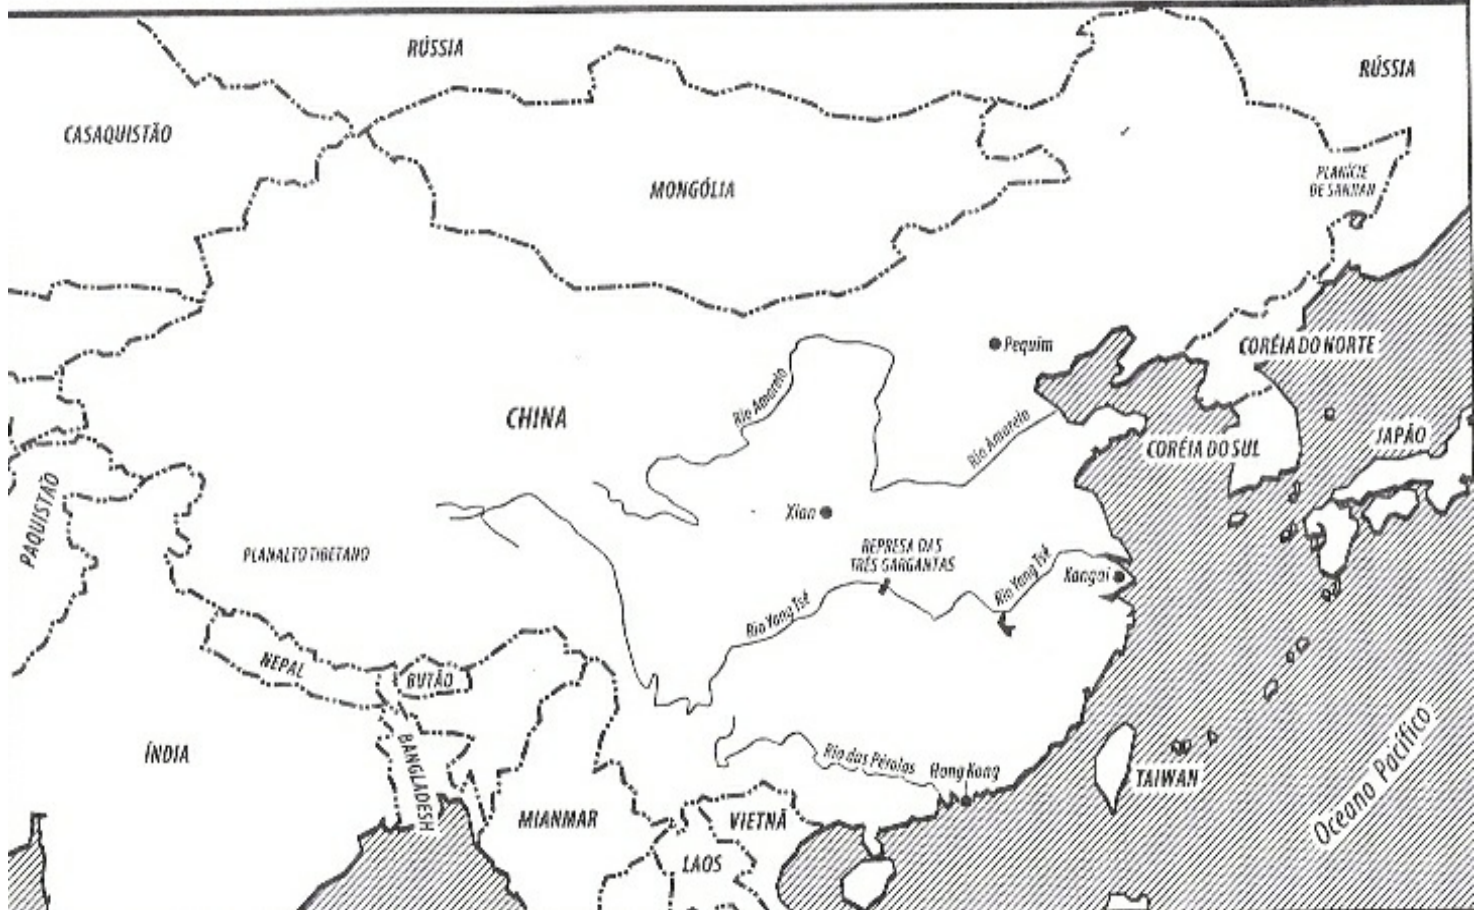 RÚSSIA
RÚSSIA
CASAQUISTÃO
MONGÓLIA
PLANÍCIE
DE SANHAN
Pequim
CORÉIA DO NORTE
Rio Amarelo
CHINA
Rio Amarelo
JAPÃO
CORÉIA DO SUL
PAQUISTÃO
Xian
PLANALTO TIBETANO
REPRESA DAS
TRÊS GARGANTAS
Rio Yang Tsé
Xangai
Rio Yang Tsé
NEPAL
BUTÃO
ÍNDIA
BANGLADESH
Rio das Pérolas
Hong Kong
TAIWAN
Oceano Pacífico
MIANMAR
VIETNÃ
LAOS